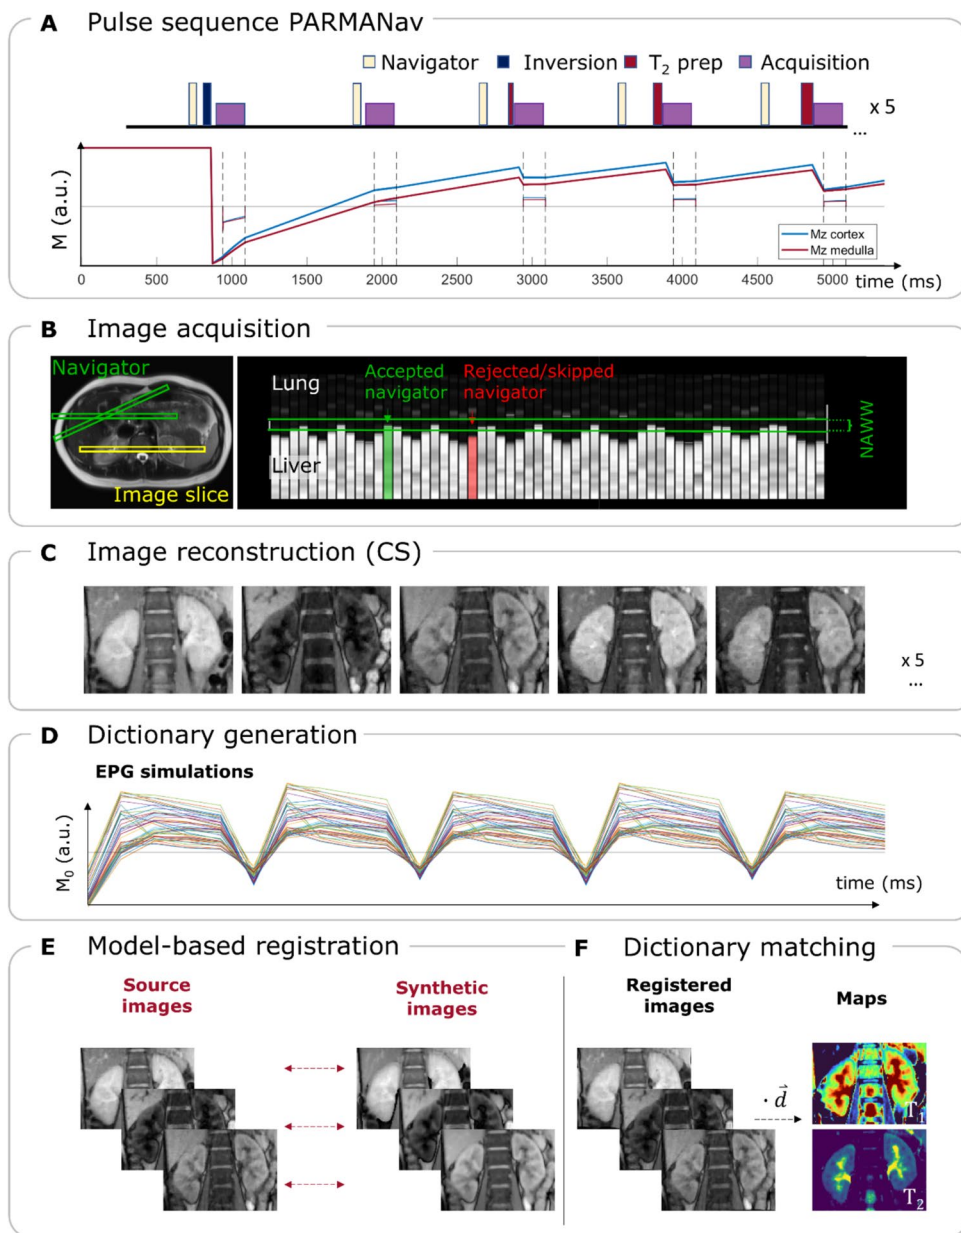 A Pulse sequence PARMANav
Navigator Inversion T2 prep Acquisition
x 5
...
M (a.u.)
Mz cortex
Mz medulla
0 500 1000 1500 2000 2500 3000 3500 4000 4500 5000 time (ms)
B Image acquisition
Navigator
Image slice
Lung
Accepted
navigator
Rejected/skipped
navigator
Liver
NAWW
C Image reconstruction (CS)
x 5
...
D Dictionary generation
EPG simulations
M0 (a.u.)
time (ms)
E Model-based registration
Source
images
Synthetic
images
F Dictionary matching
Registered
images
Maps
· d⃗
T1
T2